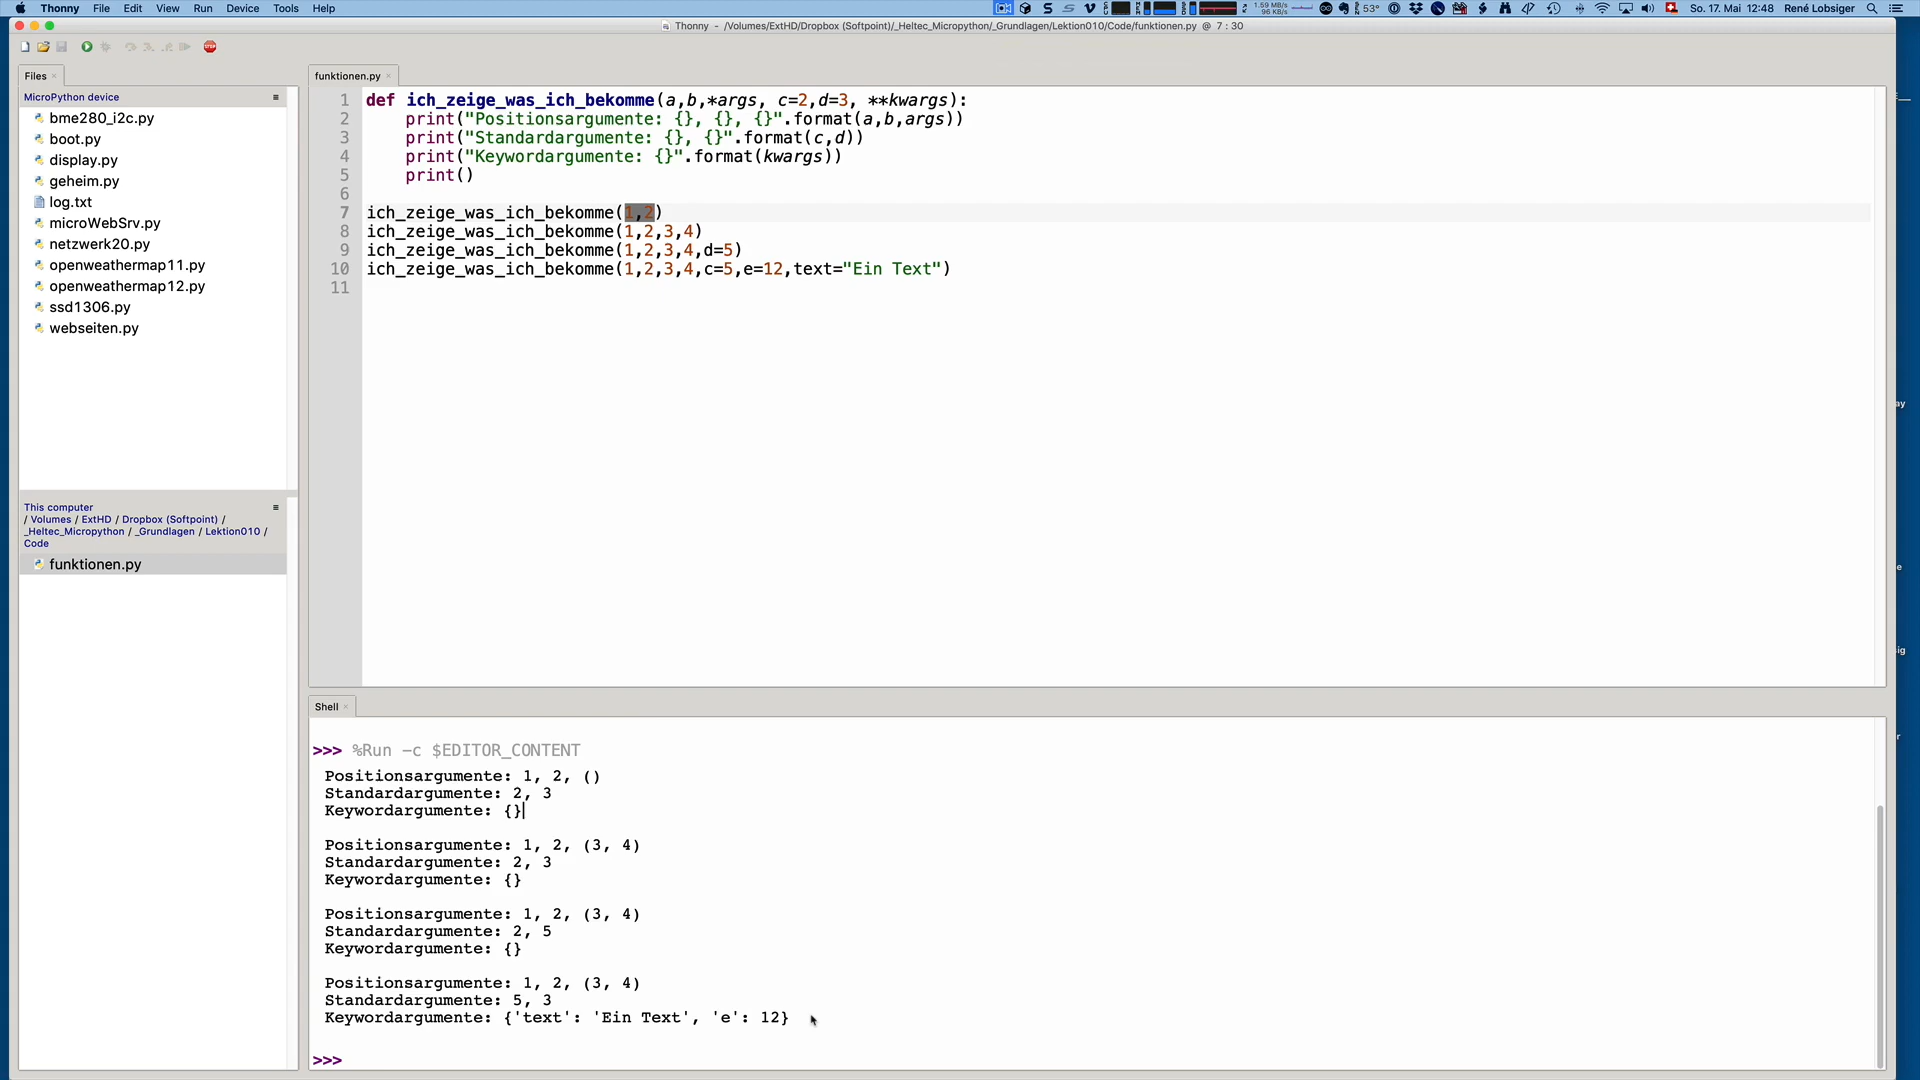 Thonny File Edit View Run Device Tools Help
1.59 MB/s
96 KB/s
53°
So. 17. Mai 12:48 René Lobsiger
Thonny - /Volumes/ExtHD/Dropbox (Softpoint)/_Heltec_Micropython/_Grundlagen/Lektion010/Code/funktionen.py @ 7 : 30
Files
MicroPython device
bme280_i2c.py
boot.py
display.py
geheim.py
log.txt
microWebSrv.py
netzwerk20.py
openweathermap11.py
openweathermap12.py
ssd1306.py
webseiten.py
This computer
/ Volumes / ExtHD / Dropbox (Softpoint) /
_Heltec_Micropython / _Grundlagen / Lektion010 /
Code
funktionen.py
funktionen.py
1 def ich_zeige_was_ich_bekomme(a,b,*args, c=2,d=3, **kwargs):
2 print("Positionsargumente: {}, {}, {}".format(a,b,args))
3 print("Standardargumente: {}, {}".format(c,d))
4 print("Keywordargumente: {}".format(kwargs))
5 print()
6
7 ich_zeige_was_ich_bekomme(1,2)
8 ich_zeige_was_ich_bekomme(1,2,3,4)
9 ich_zeige_was_ich_bekomme(1,2,3,4,d=5)
10 ich_zeige_was_ich_bekomme(1,2,3,4,c=5,e=12,text="Ein Text")
11
Shell
>>> %Run -c $EDITOR_CONTENT
Positionsargumente: 1, 2, ()
Standardargumente: 2, 3
Keywordargumente: {}
Positionsargumente: 1, 2, (3, 4)
Standardargumente: 2, 3
Keywordargumente: {}
Positionsargumente: 1, 2, (3, 4)
Standardargumente: 2, 5
Keywordargumente: {}
Positionsargumente: 1, 2, (3, 4)
Standardargumente: 5, 3
Keywordargumente: {'text': 'Ein Text', 'e': 12}
>>>